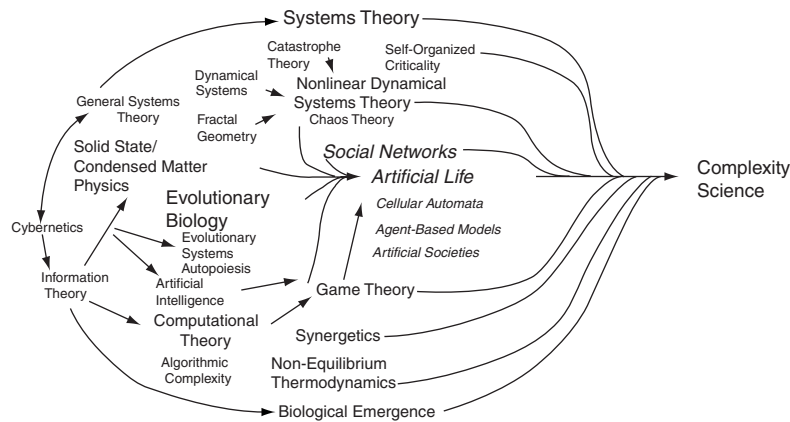 Systems Theory
Catastrophe
Theory
Self-Organized
Criticality
Dynamical
Systems
Nonlinear Dynamical
Systems Theory
Chaos Theory
General Systems
Theory
Fractal
Geometry
Solid State/
Condensed Matter
Physics
Social Networks
Artificial Life
Complexity
Science
Evolutionary
Biology
Cellular Automata
Agent-Based Models
Artificial Societies
Cybernetics
Evolutionary
Systems
Autopoiesis
Information
Theory
Artificial
Intelligence
Game Theory
Computational
Theory
Synergetics
Algorithmic
Complexity
Non-Equilibrium
Thermodynamics
Biological Emergence